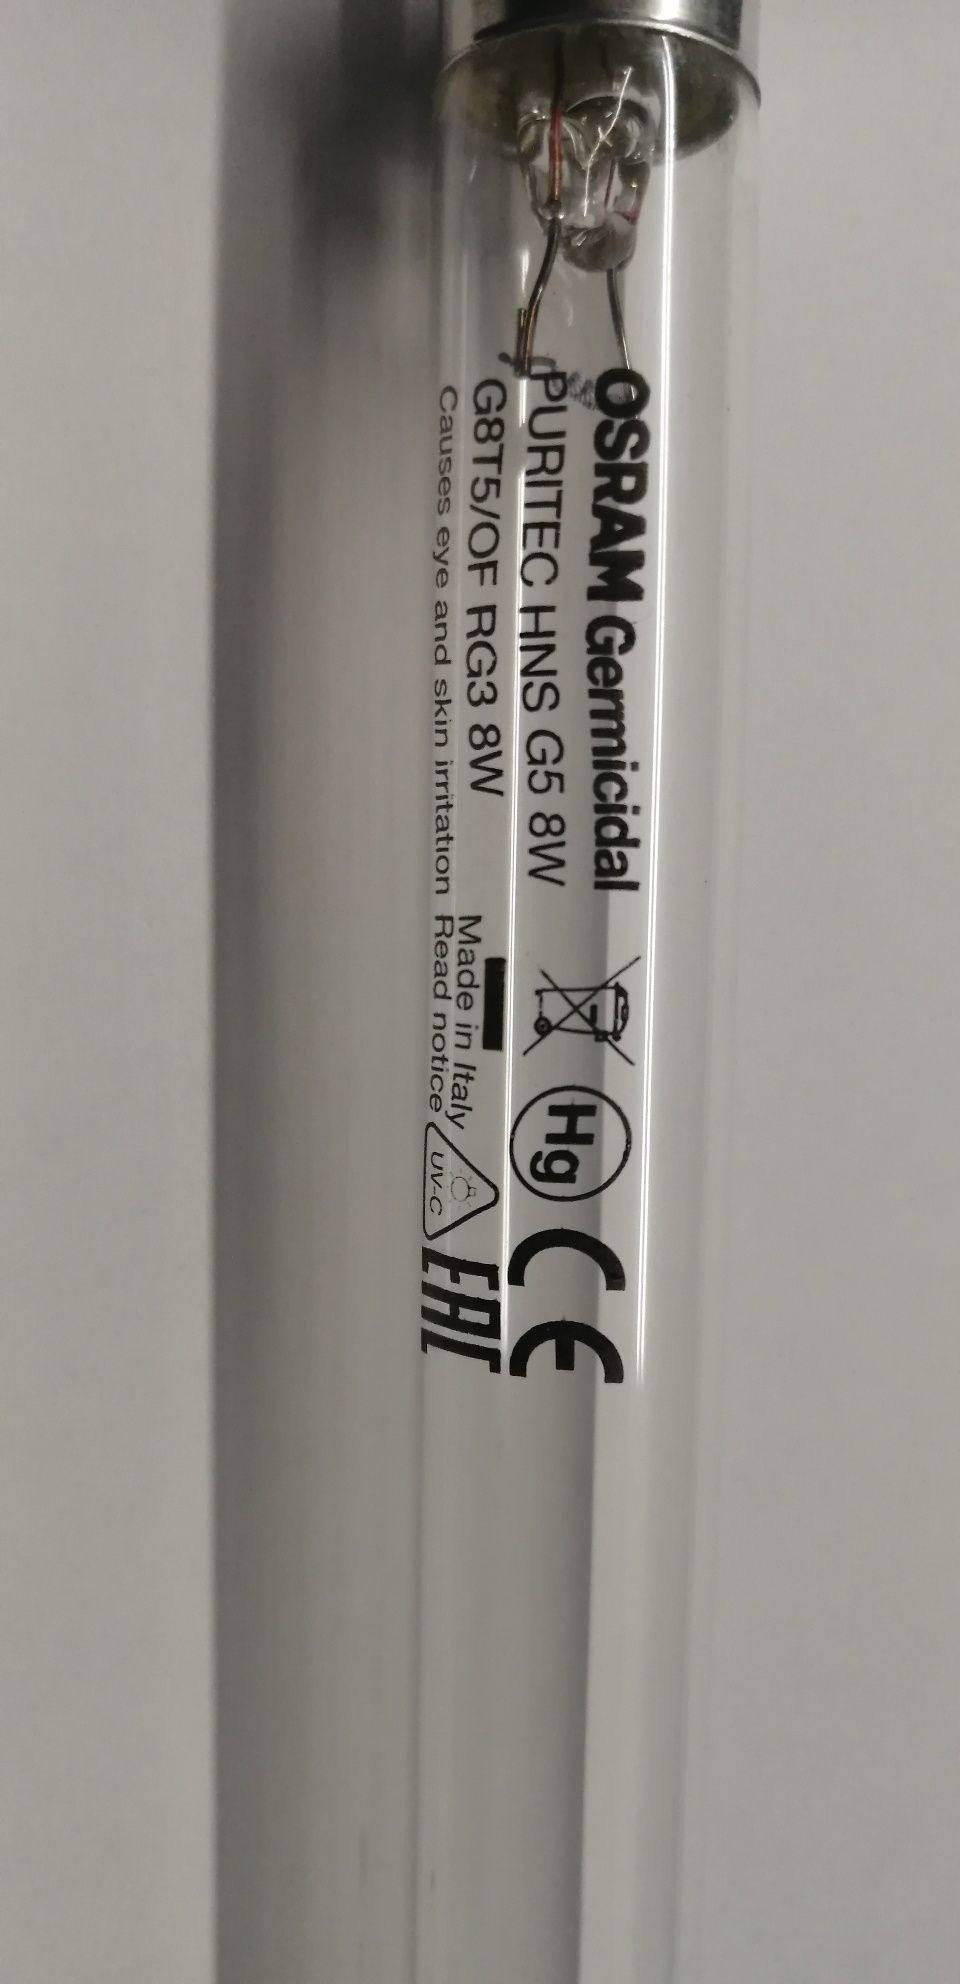 OSRAM Germicidal
PURITEC HNS G5 8W
G8T5/OF RG3 8W
Made in Italy
Causes eye and skin irritation Read notice
Hg
CE
UV-C
EAC